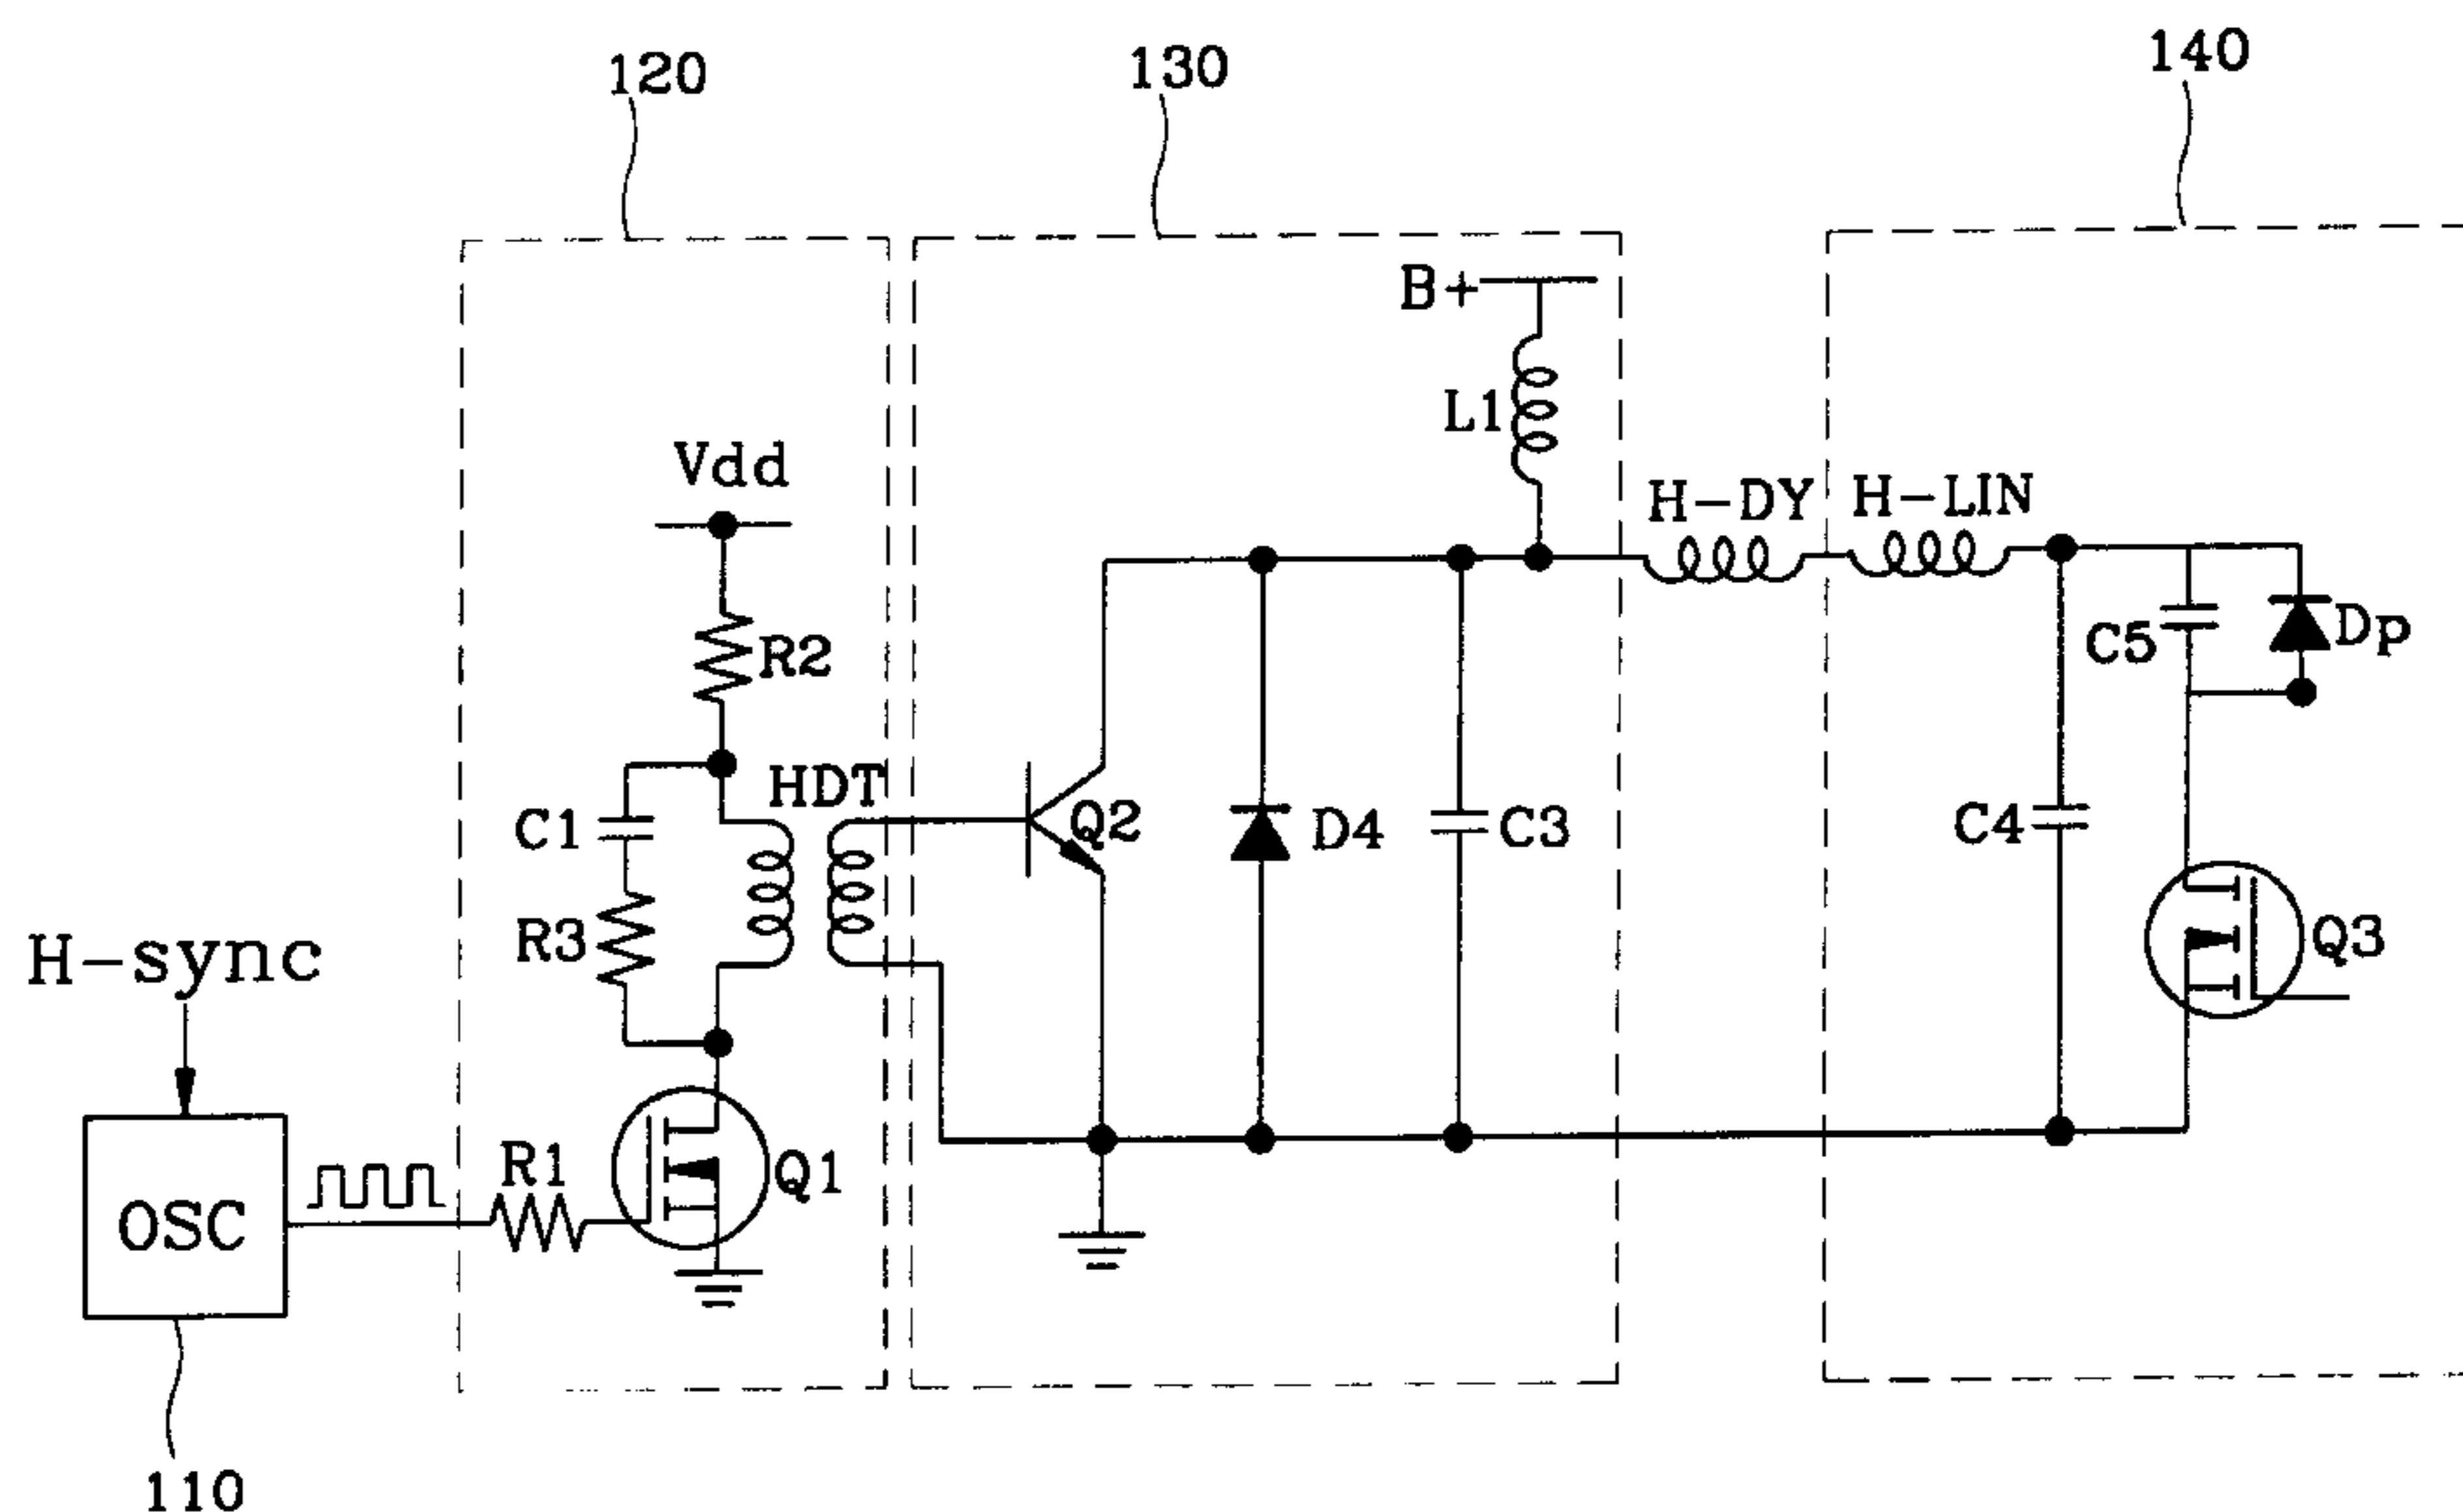 120
130
140
B+
L1
Vdd
H-DY
H-LIN
R2
C5
Dp
HDT
C1
Q2
D4
C3
C4
R3
H-sync
Q3
R1
Q1
OSC
110